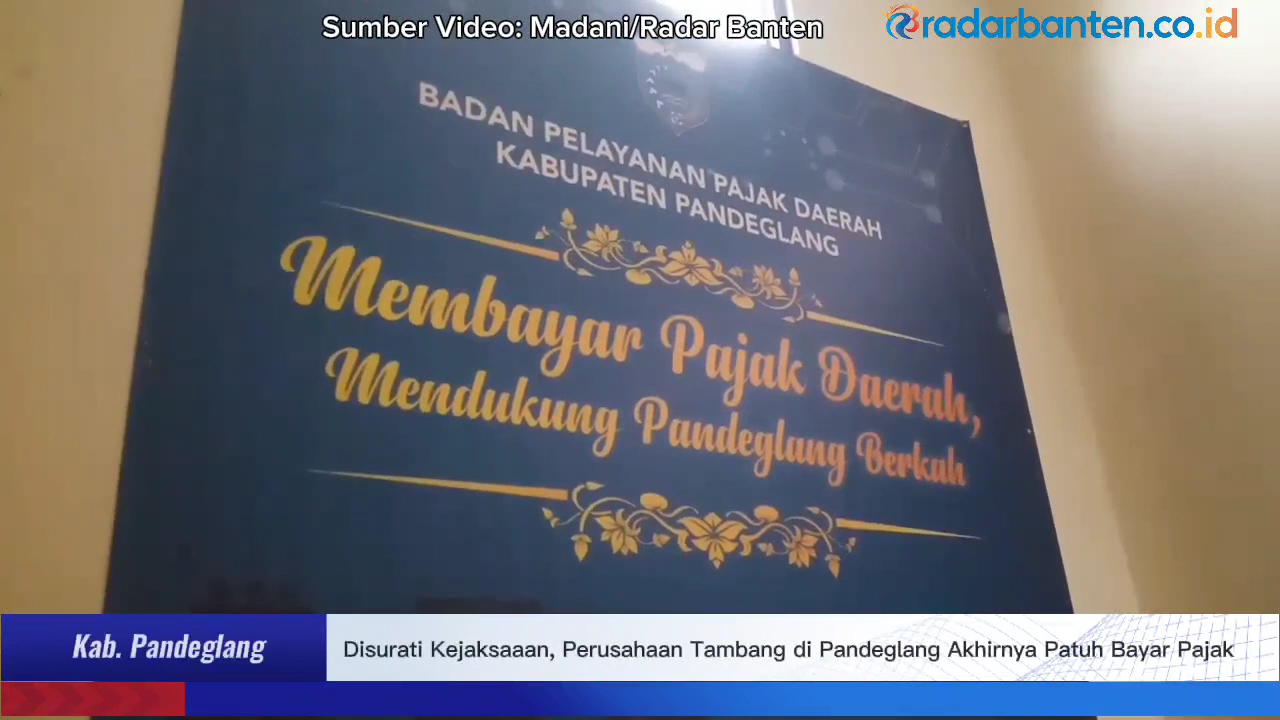 Sumber Video: Madani/Radar Banten
radarbanten.co.id
BADAN PELAYANAN PAJAK DAERAH
KABUPATEN PANDEGLANG
Membayar Pajak Daerah,
Mendukung Pandeglang Berkah
Kab. Pandeglang
Disurati Kejaksaaan, Perusahaan Tambang di Pandeglang Akhirnya Patuh Bayar Pajak